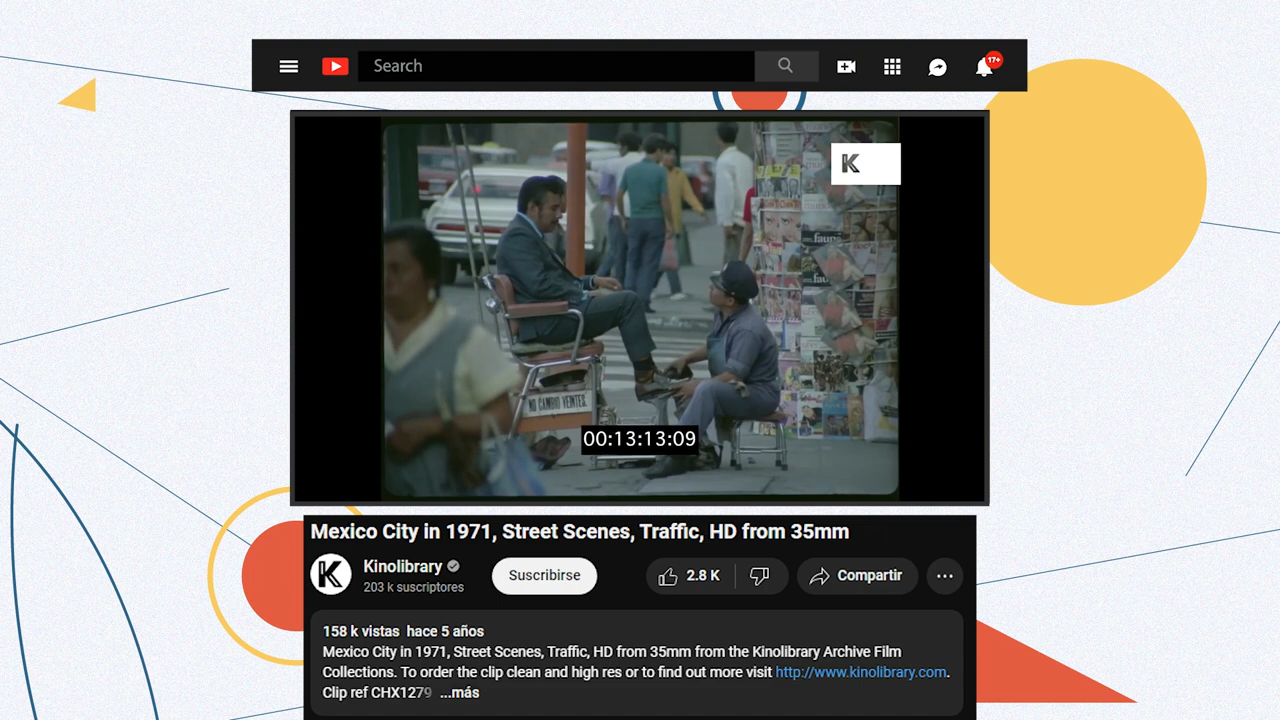 Search
17+
K
faup
NO CAMBIO VEINTES.
00:13:13:09
Mexico City in 1971, Street Scenes, Traffic, HD from 35mm
K
Kinolibrary
203 k suscriptores
Suscribirse
2.8 K
Compartir
158 k vistas hace 5 años
Mexico City in 1971, Street Scenes, Traffic, HD from 35mm from the Kinolibrary Archive Film
Collections. To order the clip clean and high res or to find out more visit http://www.kinolibrary.com.
Clip ref CHX1279 ...más